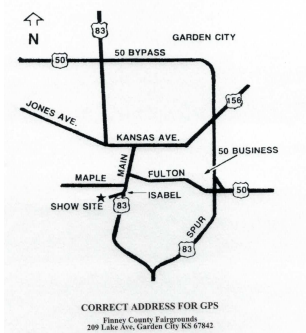 N
83
GARDEN CITY
50 BYPASS
50
JONES AVE.
156
KANSAS AVE.
MAIN
50 BUSINESS
MAPLE
FULTON
50
ISABEL
SHOW SITE
83
SPUR
83
CORRECT ADDRESS FOR GPS
Finney County Fairgrounds
209 Lake Ave, Garden City KS 67842